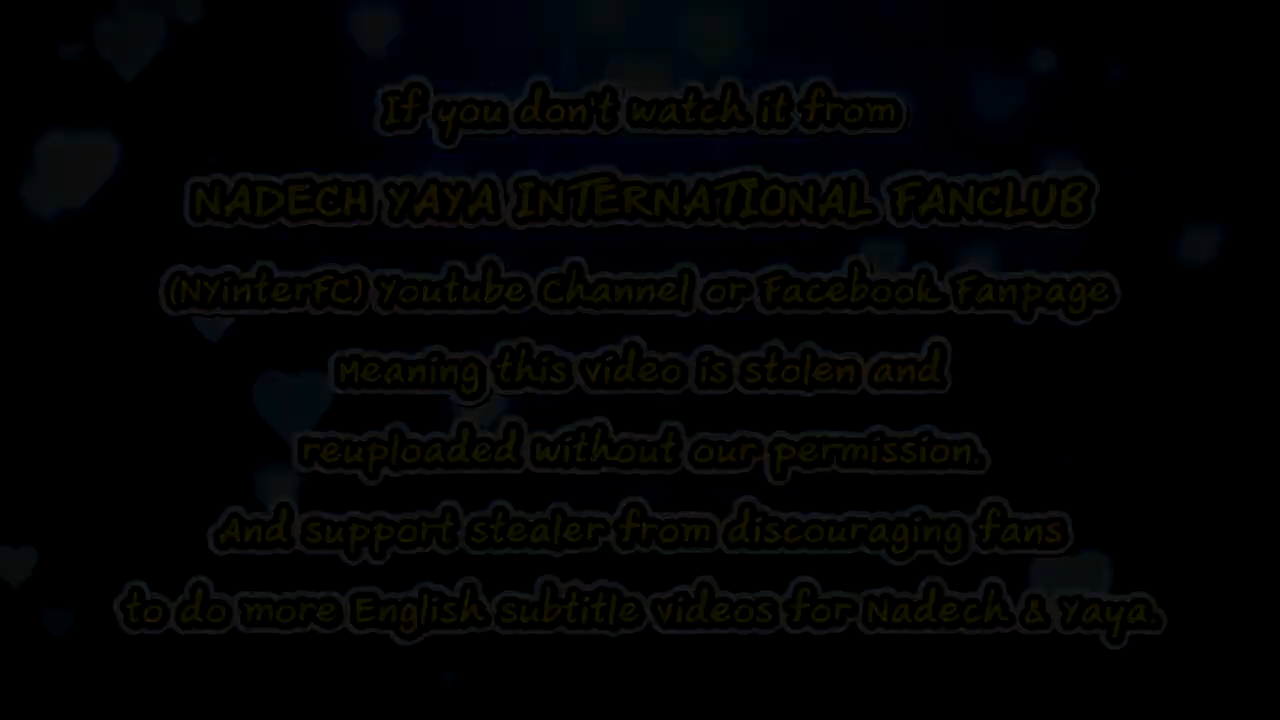 If you don't watch it from
NADECH YAYA INTERNATIONAL FANCLUB
(NYinterFC) Youtube Channel or Facebook Fanpage
Meaning this video is stolen and
reuploaded without our permission.
And support stealer from discouraging fans
to do more English subtitle videos for Nadech & Yaya.